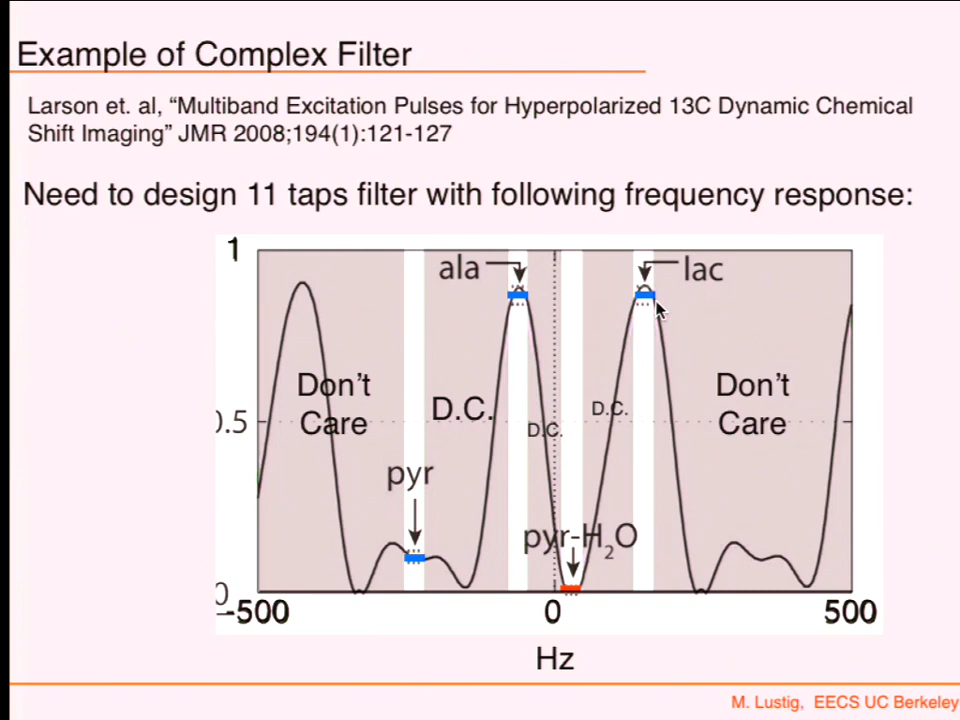 Example of Complex Filter
Larson et. al, “Multiband Excitation Pulses for Hyperpolarized 13C Dynamic Chemical
Shift Imaging” JMR 2008;194(1):121-127
Need to design 11 taps filter with following frequency response:
1
ala
lac
Don’t
Care
D.C.
D.C.
D.C.
Don’t
Care
0.5
pyr
pyr-H₂O
0
-500
0
500
Hz
M. Lustig, EECS UC Berkeley